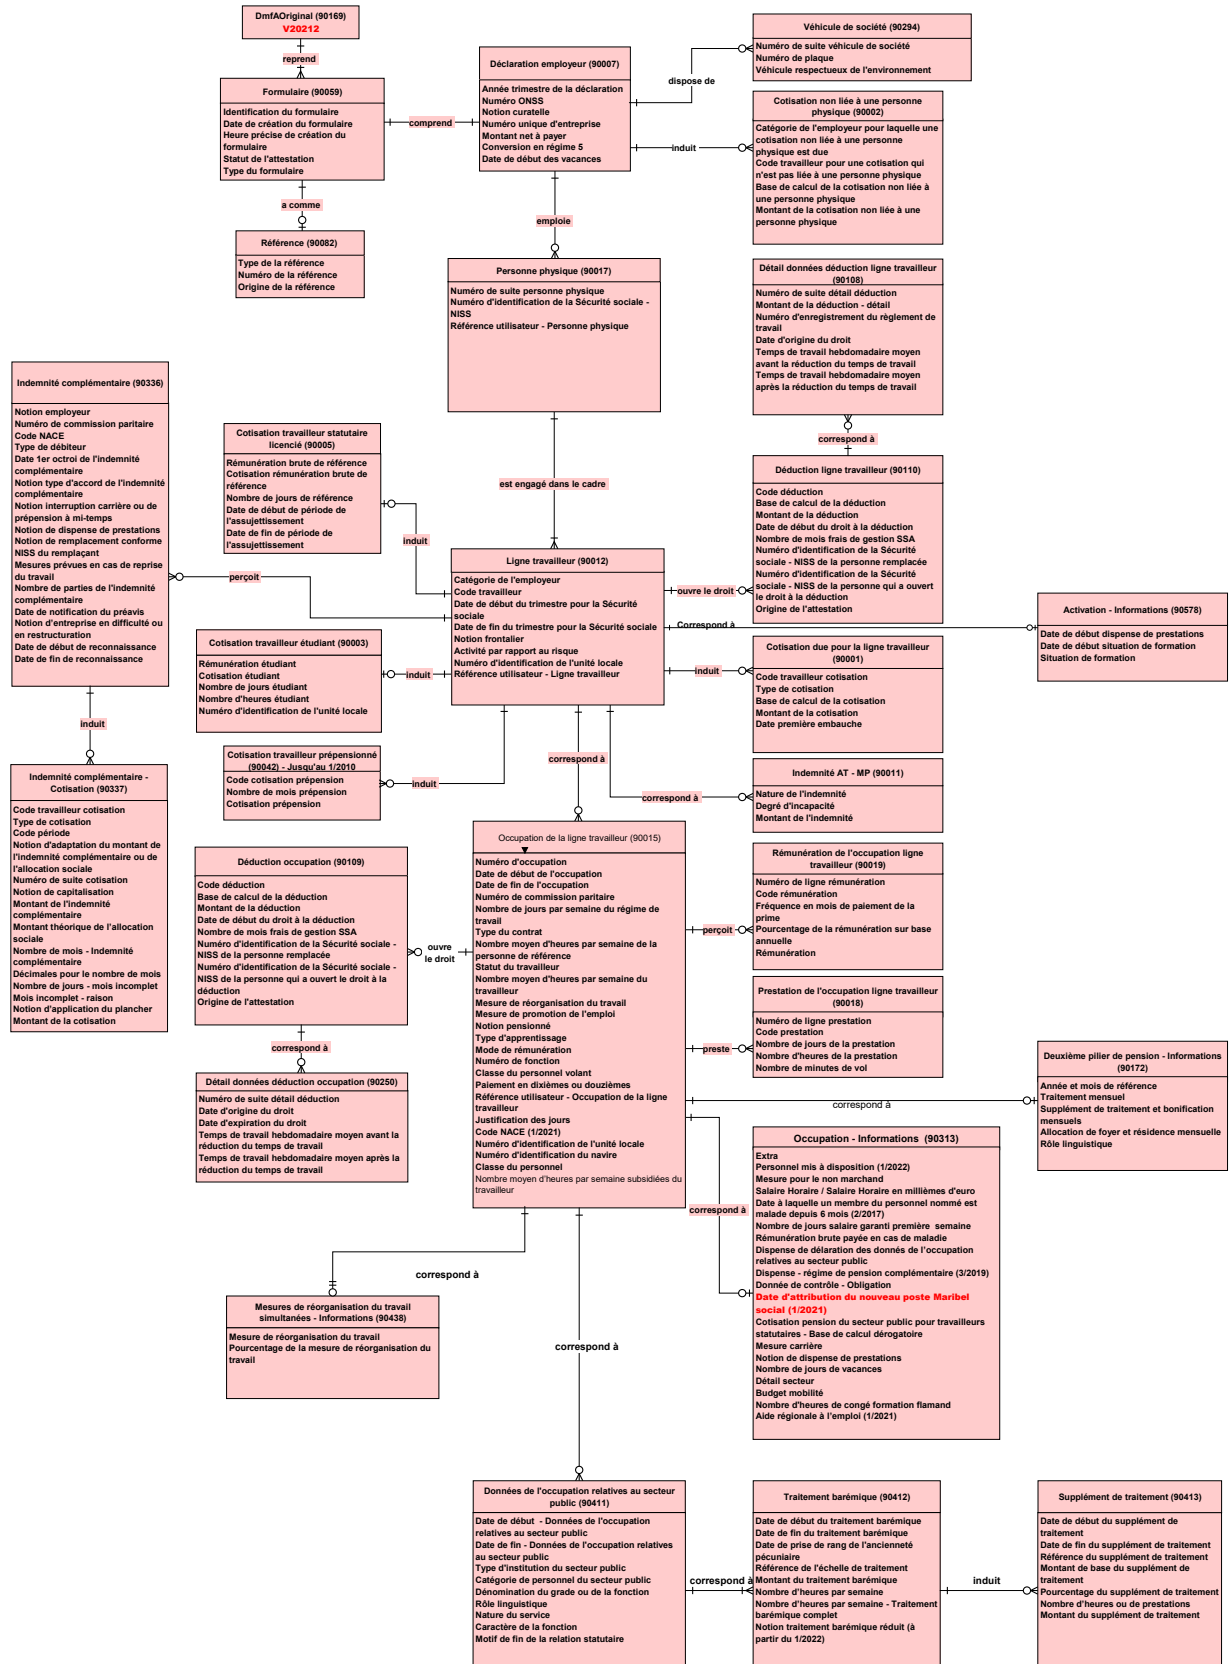 DmfAOriginal (90169)
V20212
reprend
Formulaire (90059)
Identification du formulaire
Date de création du formulaire
Heure précise de création du
formulaire
Statut de l'attestation
Type du formulaire
a comme
Référence (90082)
Type de la référence
Numéro de la référence
Origine de la référence
comprend
Déclaration employeur (90007)
Année trimestre de la déclaration
Numéro ONSS
Notion curatelle
Numéro unique d'entreprise
Montant net à payer
Conversion en régime 5
Date de début des vacances
dispose de
Véhicule de société (90294)
Numéro de suite véhicule de société
Numéro de plaque
Véhicule respectueux de l'environnement
induit
Cotisation non liée à une personne
physique (90002)
Catégorie de l'employeur pour laquelle une
cotisation non liée à une personne
physique est due
Code travailleur pour une cotisation qui
n'est pas liée à une personne physique
Base de calcul de la cotisation non liée à
une personne physique
Montant de la cotisation non liée à une
personne physique
emploie
Personne physique (90017)
Numéro de suite personne physique
Numéro d'identification de la Sécurité sociale -
NISS
Référence utilisateur - Personne physique
Détail données déduction ligne travailleur
(90108)
Numéro de suite détail déduction
Montant de la déduction - détail
Numéro d'enregistrement du règlement de
travail
Date d'origine du droit
Temps de travail hebdomadaire moyen
avant la réduction du temps de travail
Temps de travail hebdomadaire moyen
après la réduction du temps de travail
correspond à
Déduction ligne travailleur (90110)
Code déduction
Base de calcul de la déduction
Montant de la déduction
Date de début du droit à la déduction
Nombre de mois frais de gestion SSA
Numéro d'identification de la Sécurité
sociale - NISS de la personne remplacée
Numéro d'identification de la Sécurité
sociale - NISS de la personne qui a ouvert
le droit à la déduction
Origine de l'attestation
Indemnité complémentaire (90336)
Notion employeur
Numéro de commission paritaire
Code NACE
Type de débiteur
Date 1er octroi de l'indemnité
complémentaire
Notion type d'accord de l'indemnité
complémentaire
Notion interruption carrière ou de
prépension à mi-temps
Notion de dispense de prestations
Notion de remplacement conforme
NISS du remplaçant
Mesures prévues en cas de reprise
du travail
Nombre de parties de l'indemnité
complémentaire
Date de notification du préavis
Notion d'entreprise en difficulté ou
en restructuration
Date de début de reconnaissance
Date de fin de reconnaissance
induit
Indemnité complémentaire -
Cotisation (90337)
Code travailleur cotisation
Type de cotisation
Code période
Notion d'adaptation du montant de
l'indemnité complémentaire ou de
l'allocation sociale
Numéro de suite cotisation
Notion de capitalisation
Montant de l'indemnité
complémentaire
Montant théorique de l'allocation
sociale
Nombre de mois - Indemnité
complémentaire
Décimales pour le nombre de mois
Nombre de jours - mois incomplet
Mois incomplet - raison
Notion d'application du plancher
Montant de la cotisation
Cotisation travailleur statutaire
licencié (90005)
Rémunération brute de référence
Cotisation rémunération brute de
référence
Nombre de jours de référence
Date de début de période de
l'assujettissement
Date de fin de période de
l'assujettissement
induit
perçoit
est engagé dans le cadre
Ligne travailleur (90012)
Catégorie de l'employeur
Code travailleur
Date de début du trimestre pour la Sécurité
sociale
Date de fin du trimestre pour la Sécurité sociale
Notion frontalier
Activité par rapport au risque
Numéro d'identification de l'unité locale
Référence utilisateur - Ligne travailleur
ouvre le droit
Correspond à
Activation - Informations (90578)
Date de début dispense de prestations
Date de début situation de formation
Situation de formation
Cotisation travailleur étudiant (90003)
Rémunération étudiant
Cotisation étudiant
Nombre de jours étudiant
Nombre d'heures étudiant
Numéro d'identification de l'unité locale
induit
induit
Cotisation due pour la ligne travailleur
(90001)
Code travailleur cotisation
Type de cotisation
Base de calcul de la cotisation
Montant de la cotisation
Date première embauche
Cotisation travailleur prépensionné
(90042) - Jusqu'au 1/2010
Code cotisation prépension
Nombre de mois prépension
Cotisation prépension
induit
correspond à
correspond à
Indemnité AT - MP (90011)
Nature de l'indemnité
Degré d'incapacité
Montant de l'indemnité
Occupation de la ligne travailleur (90015)
Numéro d'occupation
Date de début de l'occupation
Date de fin de l'occupation
Numéro de commission paritaire
Nombre de jours par semaine du régime de
travail
Type du contrat
Nombre moyen d'heures par semaine de la
personne de référence
Statut du travailleur
Nombre moyen d'heures par semaine du
travailleur
Mesure de réorganisation du travail
Mesure de promotion de l'emploi
Notion pensionné
Type d'apprentissage
Mode de rémunération
Numéro de fonction
Classe du personnel volant
Paiement en dixièmes ou douzièmes
Référence utilisateur - Occupation de la ligne
travailleur
Justification des jours
Code NACE (1/2021)
Numéro d'identification de l'unité locale
Numéro d'identification du navire
Classe du personnel
Nombre moyen d'heures par semaine subsidiées du
travailleur
Déduction occupation (90109)
Code déduction
Base de calcul de la déduction
Montant de la déduction
Date de début du droit à la déduction
Nombre de mois frais de gestion SSA
Numéro d'identification de la Sécurité sociale -
NISS de la personne remplacée
Numéro d'identification de la Sécurité sociale -
NISS de la personne qui a ouvert le droit à la
déduction
Origine de l'attestation
ouvre
le droit
correspond à
Détail données déduction occupation (90250)
Numéro de suite détail déduction
Date d'origine du droit
Date d'expiration du droit
Temps de travail hebdomadaire moyen avant la
réduction du temps de travail
Temps de travail hebdomadaire moyen après la
réduction du temps de travail
perçoit
Rémunération de l'occupation ligne
travailleur (90019)
Numéro de ligne rémunération
Code rémunération
Fréquence en mois de paiement de la
prime
Pourcentage de la rémunération sur base
annuelle
Rémunération
preste
Prestation de l'occupation ligne travailleur
(90018)
Numéro de ligne prestation
Code prestation
Nombre de jours de la prestation
Nombre d'heures de la prestation
Nombre de minutes de vol
correspond à
Deuxième pilier de pension - Informations
(90172)
Année et mois de référence
Traitement mensuel
Supplément de traitement et bonification
mensuels
Allocation de foyer et résidence mensuelle
Rôle linguistique
correspond à
Occupation - Informations (90313)
Extra
Personnel mis à disposition (1/2022)
Mesure pour le non marchand
Salaire Horaire / Salaire Horaire en millièmes d'euro
Date à laquelle un membre du personnel nommé est
malade depuis 6 mois (2/2017)
Nombre de jours salaire garanti première semaine
Rémunération brute payée en cas de maladie
Dispense de délaration des donnés de l'occupation
relatives au secteur public
Dispense - régime de pension complémentaire (3/2019)
Donnée de contrôle - Obligation
Date d'attribution du nouveau poste Maribel
social (1/2021)
Cotisation pension du secteur public pour travailleurs
statutaires - Base de calcul dérogatoire
Mesure carrière
Notion de dispense de prestations
Nombre de jours de vacances
Détail secteur
Budget mobilité
Nombre d'heures de congé formation flamand
Aide régionale à l'emploi (1/2021)
correspond à
Mesures de réorganisation du travail
simultanées - Informations (90438)
Mesure de réorganisation du travail
Pourcentage de la mesure de réorganisation du
travail
correspond à
Données de l'occupation relatives au secteur
public (90411)
Date de début - Données de l'occupation
relatives au secteur public
Date de fin - Données de l'occupation relatives
au secteur public
Type d'institution du secteur public
Catégorie de personnel du secteur public
Dénomination du grade ou de la fonction
Rôle linguistique
Nature du service
Caractère de la fonction
Motif de fin de la relation statutaire
correspond à
Traitement barémique (90412)
Date de début du traitement barémique
Date de fin du traitement barémique
Date de prise de rang de l'ancienneté
pécuniaire
Référence de l'échelle de traitement
Montant du traitement barémique
Nombre d'heures par semaine
Nombre d'heures par semaine - Traitement
barémique complet
Notion traitement barémique réduit (à
partir du 1/2022)
induit
Supplément de traitement (90413)
Date de début du supplément de
traitement
Date de fin du supplément de traitement
Référence du supplément de traitement
Montant de base du supplément de
traitement
Pourcentage du supplément de traitement
Nombre d'heures ou de prestations
Montant du supplément de traitement